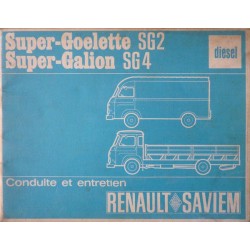 Super-Goelette SG2
Super-Galion SG4
diesel
Conduite et entretien
RENAULT SAVIEM